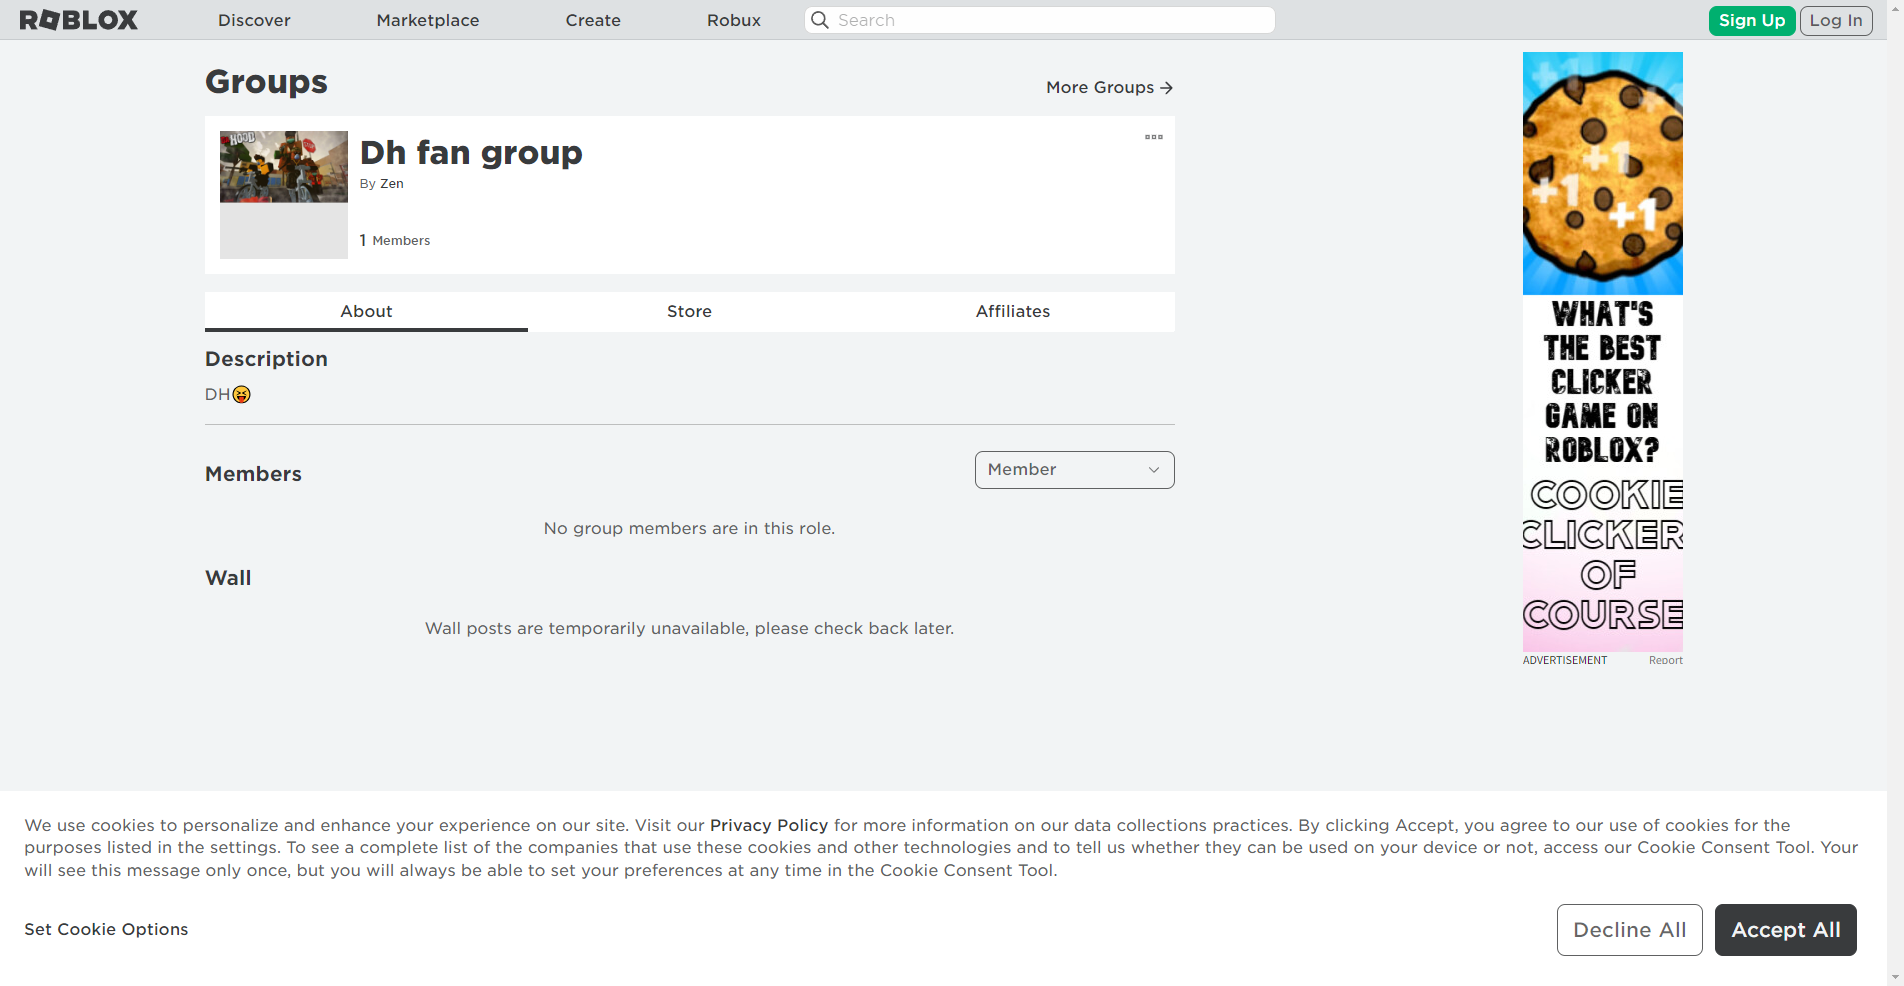 ROBLOX
Discover
Marketplace
Create
Robux
Search
Sign Up
Log In
Groups
More Groups
HOOD
Dh fan group
By Zen
1 Members
About
Store
Affiliates
Description
DH😝
Members
Member
No group members are in this role.
Wall
Wall posts are temporarily unavailable, please check back later.
+1
+1
+1
+1
WHAT'S
THE BEST
CLICKER
GAME ON
ROBLOX?
COOKIE
CLICKER
OF
COURSE
ADVERTISEMENT
Report
We use cookies to personalize and enhance your experience on our site. Visit our Privacy Policy for more information on our data collections practices. By clicking Accept, you agree to our use of cookies for the
purposes listed in the settings. To see a complete list of the companies that use these cookies and other technologies and to tell us whether they can be used on your device or not, access our Cookie Consent Tool. Your
will see this message only once, but you will always be able to set your preferences at any time in the Cookie Consent Tool.
Set Cookie Options
Decline All
Accept All